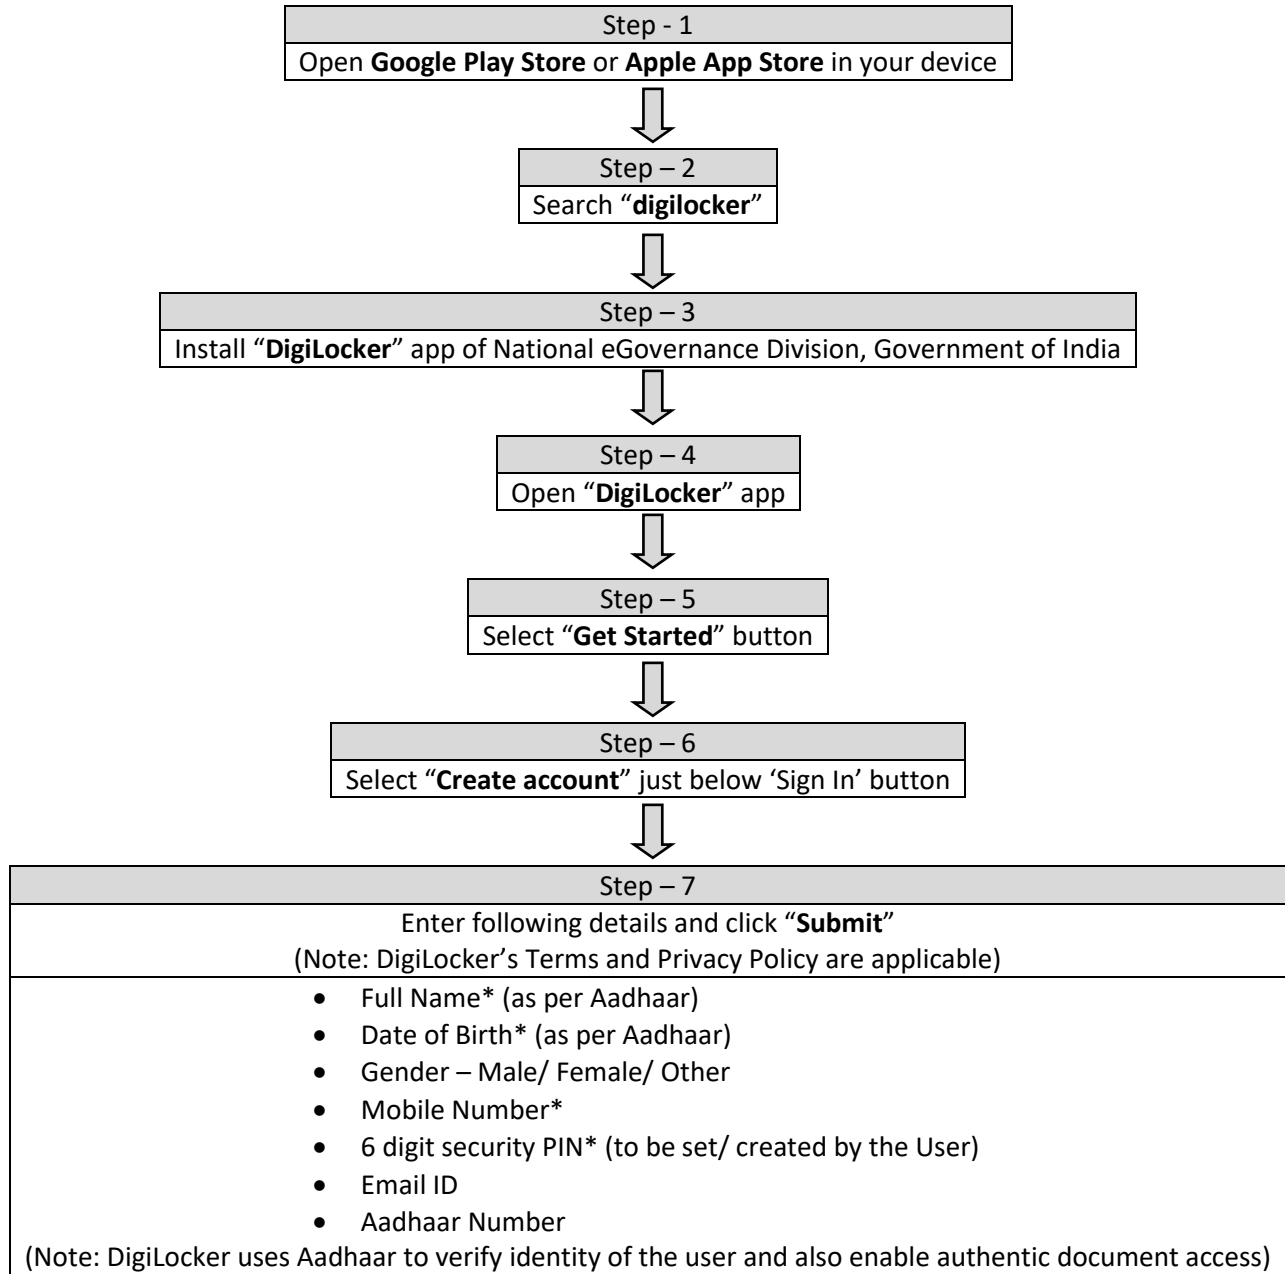 Step - 1
Open Google Play Store or Apple App Store in your device
Step – 2
Search “digilocker”
Step – 3
Install “DigiLocker” app of National eGovernance Division, Government of India
Step – 4
Open “DigiLocker” app
Step – 5
Select “Get Started” button
Step – 6
Select “Create account” just below ‘Sign In’ button
Step – 7
Enter following details and click “Submit”
(Note: DigiLocker’s Terms and Privacy Policy are applicable)
• Full Name* (as per Aadhaar)
• Date of Birth* (as per Aadhaar)
• Gender – Male/ Female/ Other
• Mobile Number*
• 6 digit security PIN* (to be set/ created by the User)
• Email ID
• Aadhaar Number
(Note: DigiLocker uses Aadhaar to verify identity of the user and also enable authentic document access)